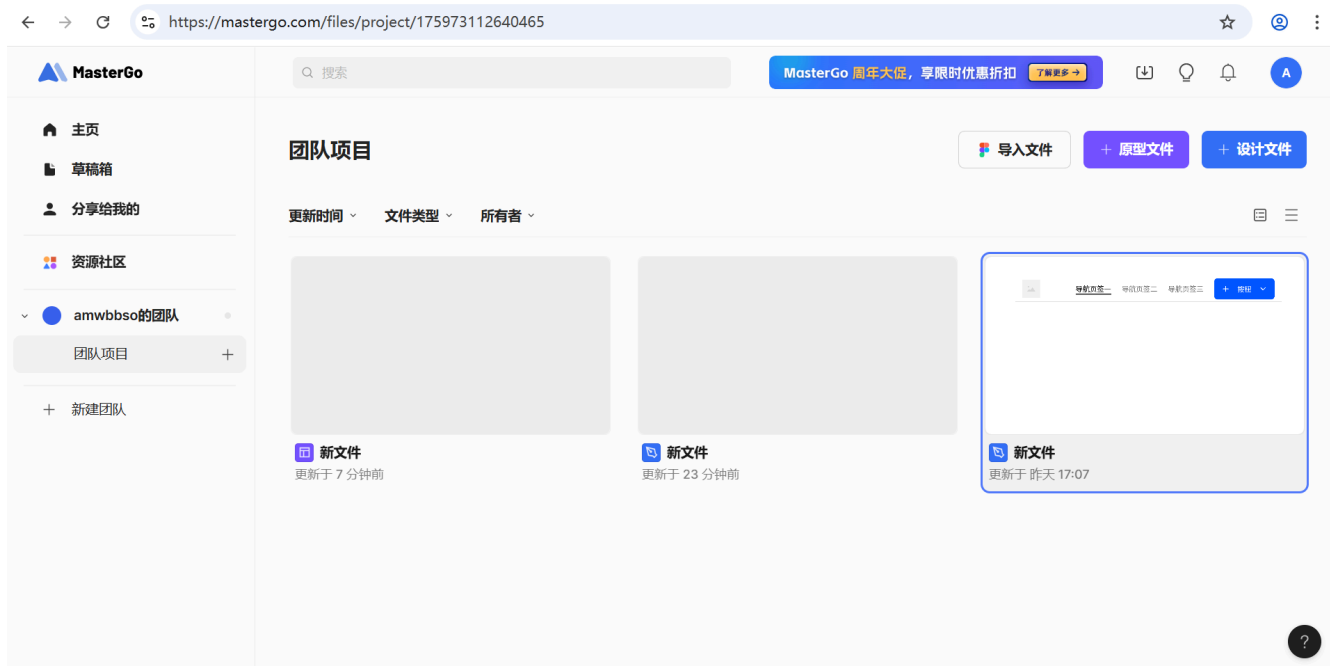 https://mastergo.com/files/project/175973112640465
MasterGo
搜索
MasterGo 周年大促，享限时优惠折扣 了解更多 →
A
主页
草稿箱
分享给我的
资源社区
amwbbso的团队
团队项目
新建团队
团队项目
导入文件
+ 原型文件
+ 设计文件
更新时间
文件类型
所有者
新文件
更新于 7 分钟前
新文件
更新于 23 分钟前
导航页签一 导航页签二 导航页签三 + 按钮
新文件
更新于 昨天 17:07
?